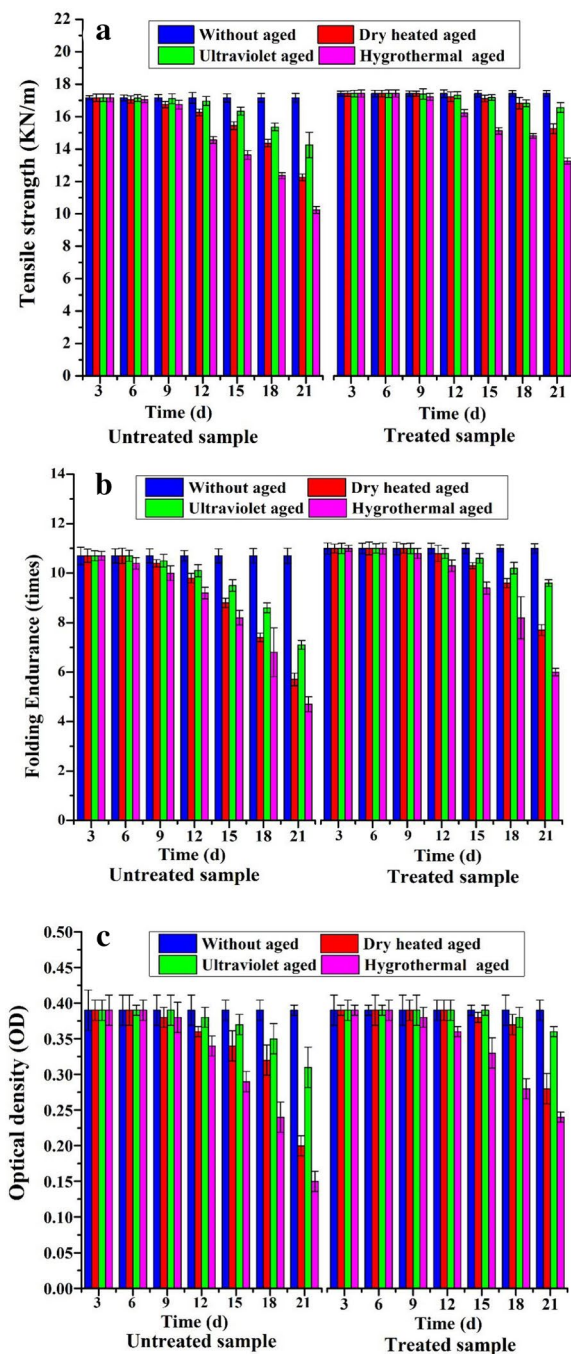 a
Without aged Dry heated aged
Ultraviolet aged Hygrothermal aged
22
20
18
16
14
12
10
8
6
4
2
0
Tensile strength (KN/m)
3 6 9 12 15 18 21 3 6 9 12 15 18 21
Time (d) Time (d)
Untreated sample Treated sample
b
Without aged Dry heated aged
Ultraviolet aged Hygrothermal aged
14
12
10
8
6
4
2
0
Folding Endurance (times)
3 6 9 12 15 18 21 3 6 9 12 15 18 21
Time (d) Time (d)
Untreated sample Treated sample
c
Without aged Dry heated aged
Ultraviolet aged Hygrothermal aged
0.50
0.45
0.40
0.35
0.30
0.25
0.20
0.15
0.10
0.05
0.00
Optical density (OD)
3 6 9 12 15 18 21 3 6 9 12 15 18 21
Time (d) Time (d)
Untreated sample Treated sample